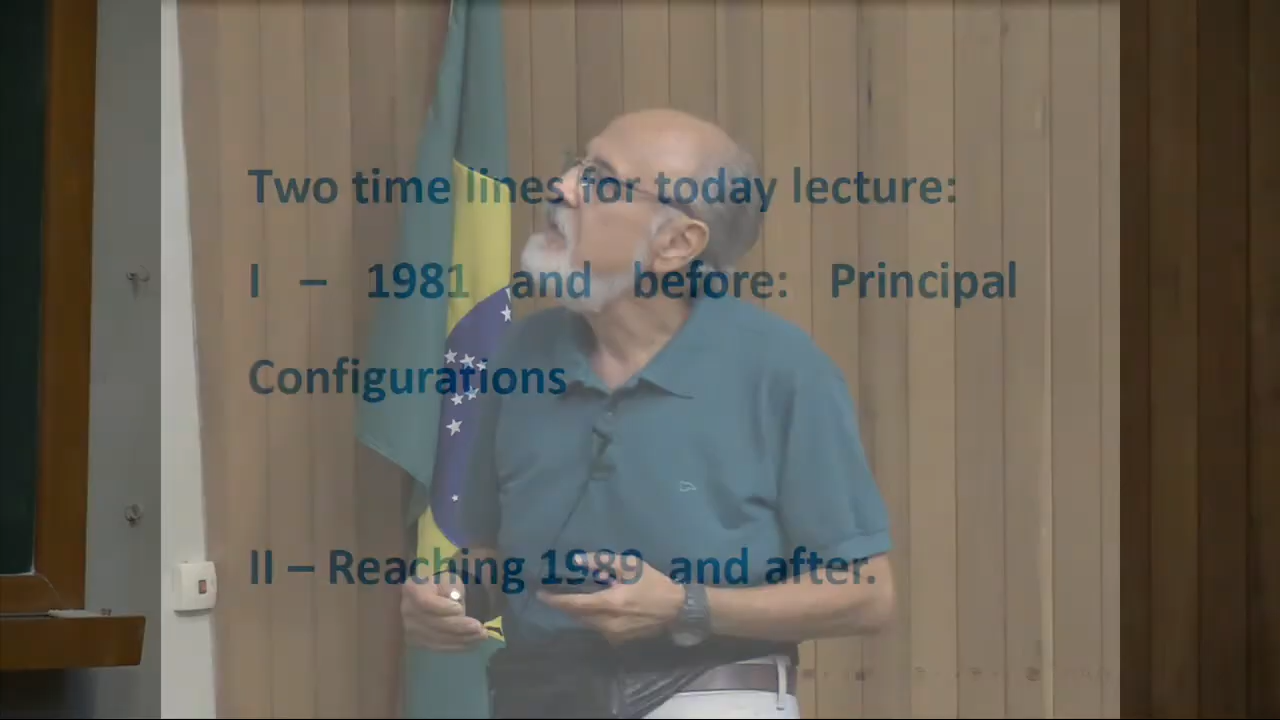 Two time lines for today lecture:
I – 1981 and before: Principal
Configurations
II – Reaching 1989 and after.